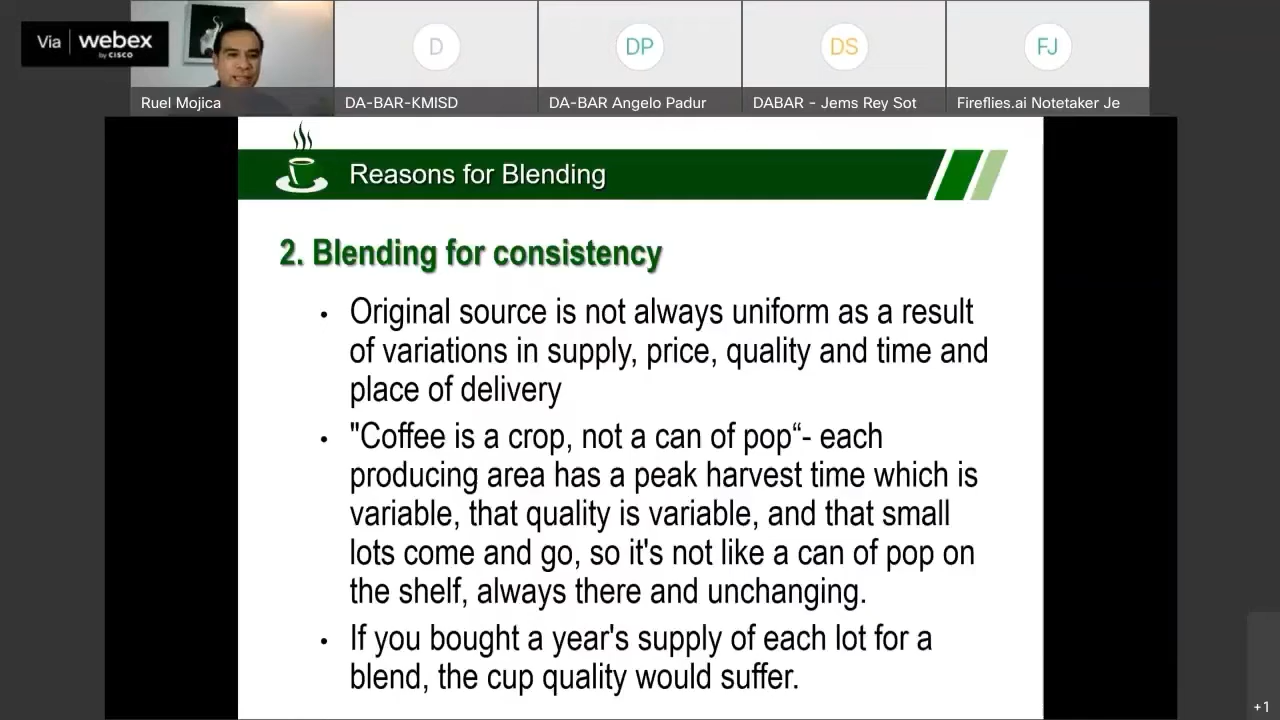 Via webex
by CISCO
D
DP
DS
FJ
Ruel Mojica
DA-BAR-KMISD
DA-BAR Angelo Padur
DABAR - Jems Rey Sot
Fireflies.ai Notetaker Je
Reasons for Blending
2. Blending for consistency
• Original source is not always uniform as a result
of variations in supply, price, quality and time and
place of delivery
• "Coffee is a crop, not a can of pop“- each
producing area has a peak harvest time which is
variable, that quality is variable, and that small
lots come and go, so it's not like a can of pop on
the shelf, always there and unchanging.
• If you bought a year's supply of each lot for a
blend, the cup quality would suffer.
+1